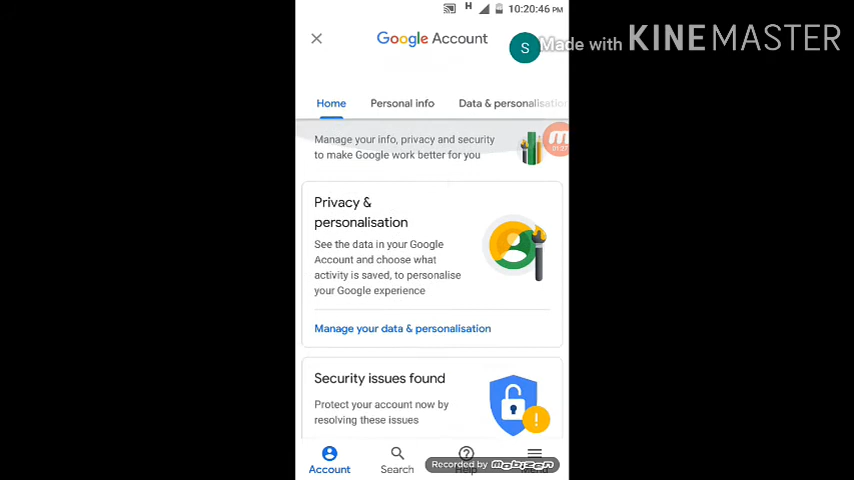 H 10:20:46 PM
Google Account
S
Made with KINEMASTER
Home Personal info Data & personalisatio
Manage your info, privacy and security
to make Google work better for you
01:37
Privacy &
personalisation
See the data in your Google
Account and choose what
activity is saved, to personalise
your Google experience
Manage your data & personalisation
Security issues found
Protect your account now by
resolving these issues
Account Search
Recorded by mobizen